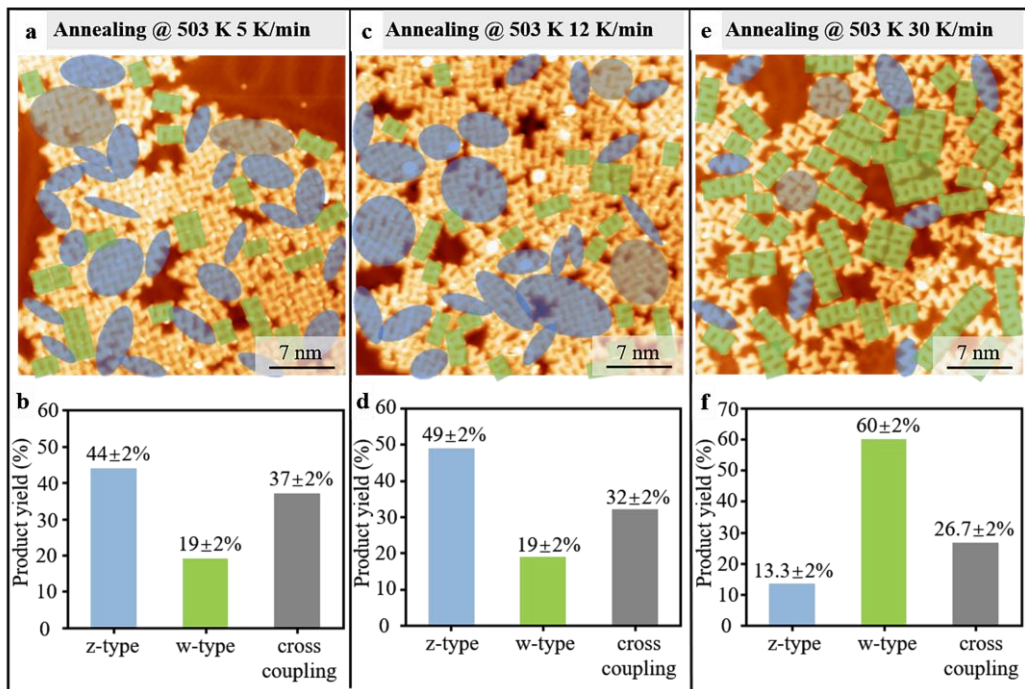 a Annealing @ 503 K 5 K/min
7 nm
b
Product yield (%)
60
50
40
30
20
10
0
44±2%
19±2%
37±2%
z-type
w-type
cross
coupling
c Annealing @ 503 K 12 K/min
7 nm
d
Product yield (%)
60
50
40
30
20
10
0
49±2%
19±2%
32±2%
z-type
w-type
cross
coupling
e Annealing @ 503 K 30 K/min
7 nm
f
Product yield (%)
70
60
50
40
30
20
10
0
13.3±2%
60±2%
26.7±2%
z-type
w-type
cross
coupling